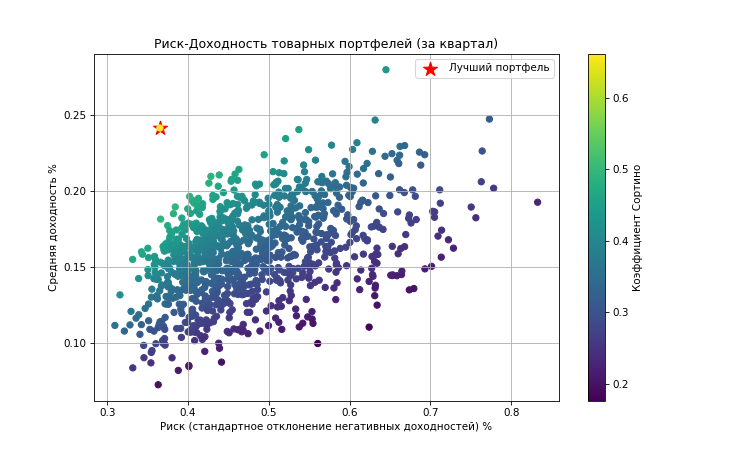 Риск-Доходность товарных портфелей (за квартал)
Лучший портфель
0.25
0.20
0.15
0.10
Средняя доходность %
0.3 0.4 0.5 0.6 0.7 0.8
Риск (стандартное отклонение негативных доходностей) %
0.6
0.5
0.4
0.3
0.2
Коэффициент Сортино